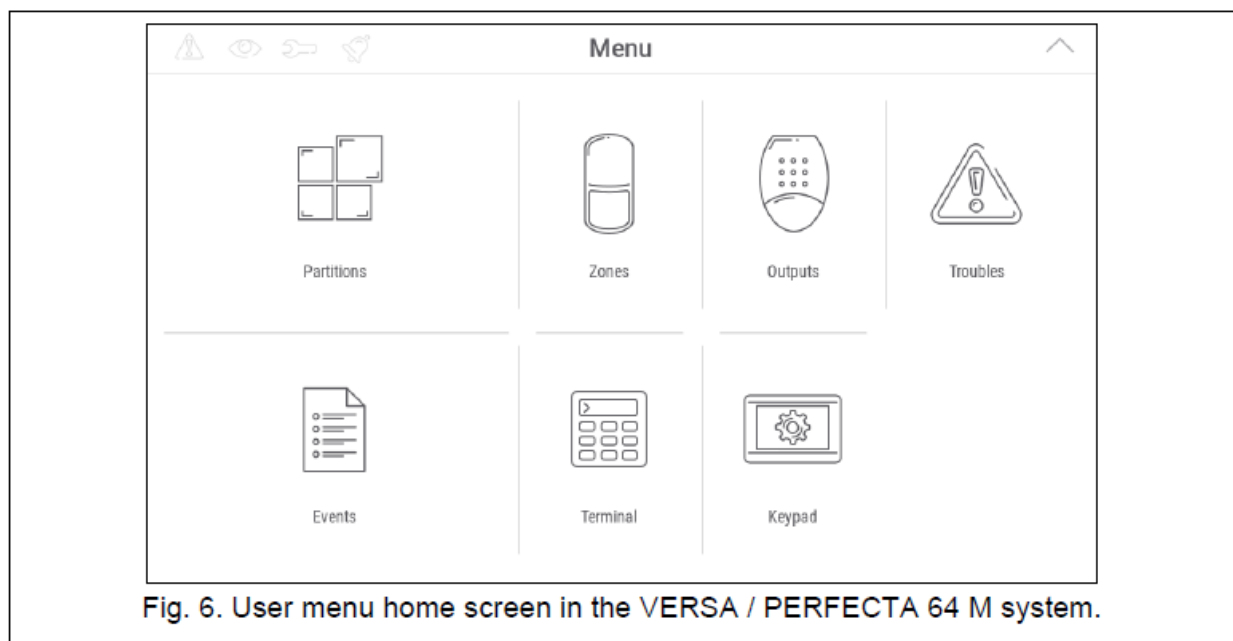 Menu
Partitions
Zones
Outputs
Troubles
Events
Terminal
Keypad
Fig. 6. User menu home screen in the VERSA / PERFECTA 64 M system.